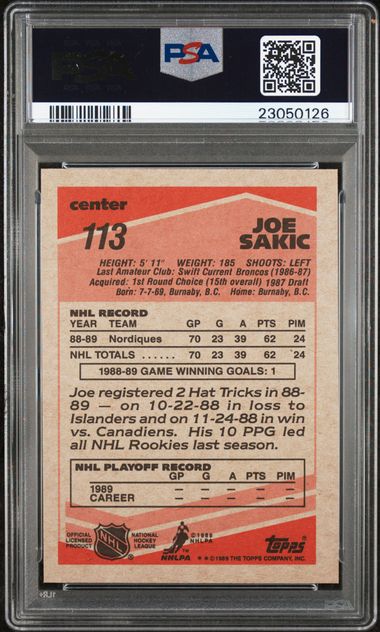 PSA
PSA
23050126
center
113
JOE
SAKIC
HEIGHT: 5' 11" WEIGHT: 185 SHOOTS: LEFT
Last Amateur Club: Swift Current Broncos (1986-87)
Acquired: 1st Round Choice (15th overall) 1987 Draft
Born: 7-7-69, Burnaby, B.C. Home: Burnaby, B.C.
NHL RECORD
YEAR TEAM GP G A PTS PIM
88-89 Nordiques 70 23 39 62 24
NHL TOTALS . . . . . . 70 23 39 62 24
1988-89 GAME WINNING GOALS: 1
Joe registered 2 Hat Tricks in 88-
89 — on 10-22-88 in loss to
Islanders and on 11-24-88 in win
vs. Canadiens. His 10 PPG led
all NHL Rookies last season.
NHL PLAYOFF RECORD
GP G A PTS PIM
1989 — — — — —
CAREER — — — — —
OFFICIAL LICENSED PRODUCT
NHL
NATIONAL HOCKEY LEAGUE
NHLPA
©1989 NHLPA
topps
* * ©1989 THE TOPPS COMPANY, INC.